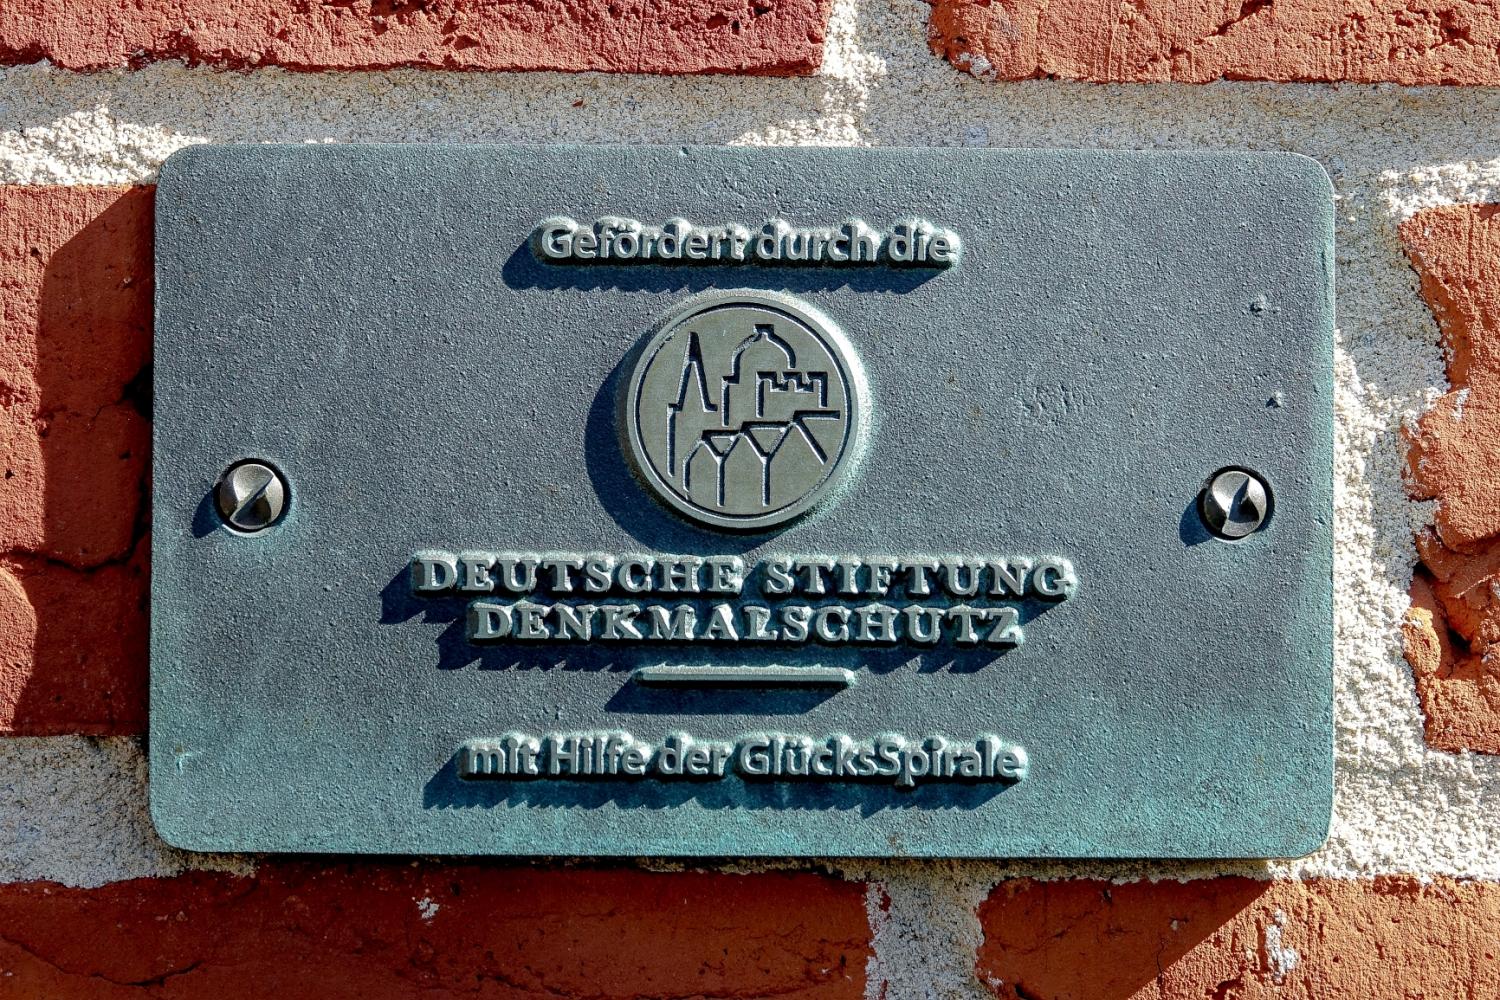 Gefördert durch die
DEUTSCHE STIFTUNG
DENKMALSCHUTZ
mit Hilfe der GlücksSpirale